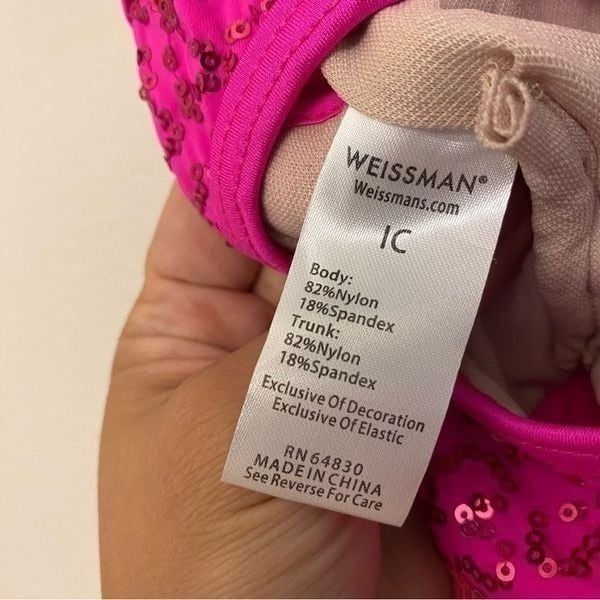 WEISSMAN®
Weissmans.com
IC
Body:
82%Nylon
18%Spandex
Trunk:
82%Nylon
18%Spandex
Exclusive Of Decoration
Exclusive Of Elastic
RN 64830
MADE IN CHINA
See Reverse For Care